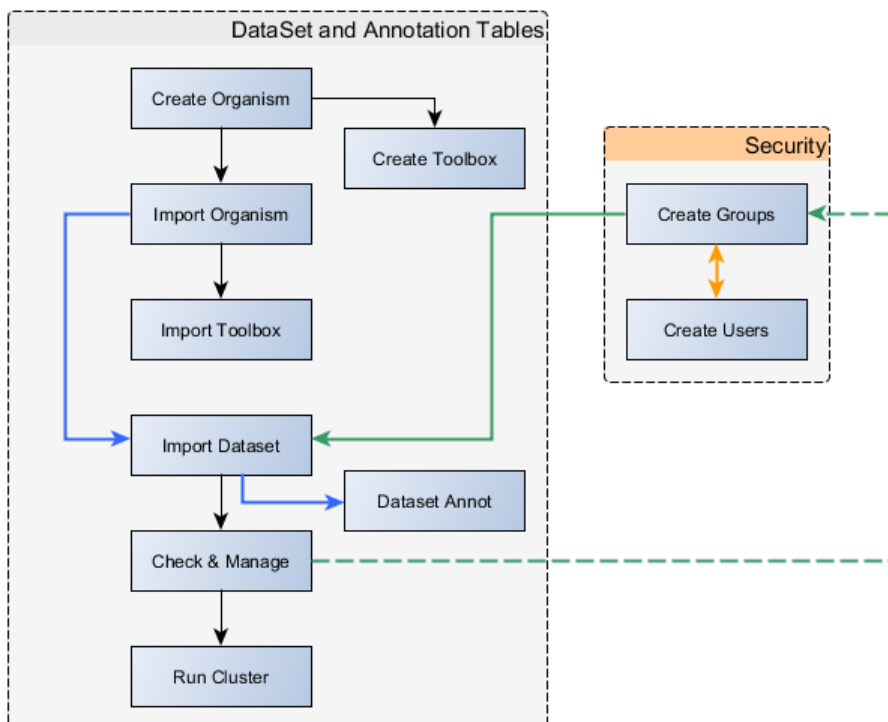 DataSet and Annotation Tables
Create Organism
Create Toolbox
Import Organism
Import Toolbox
Import Dataset
Dataset Annot
Check & Manage
Run Cluster
Security
Create Groups
Create Users